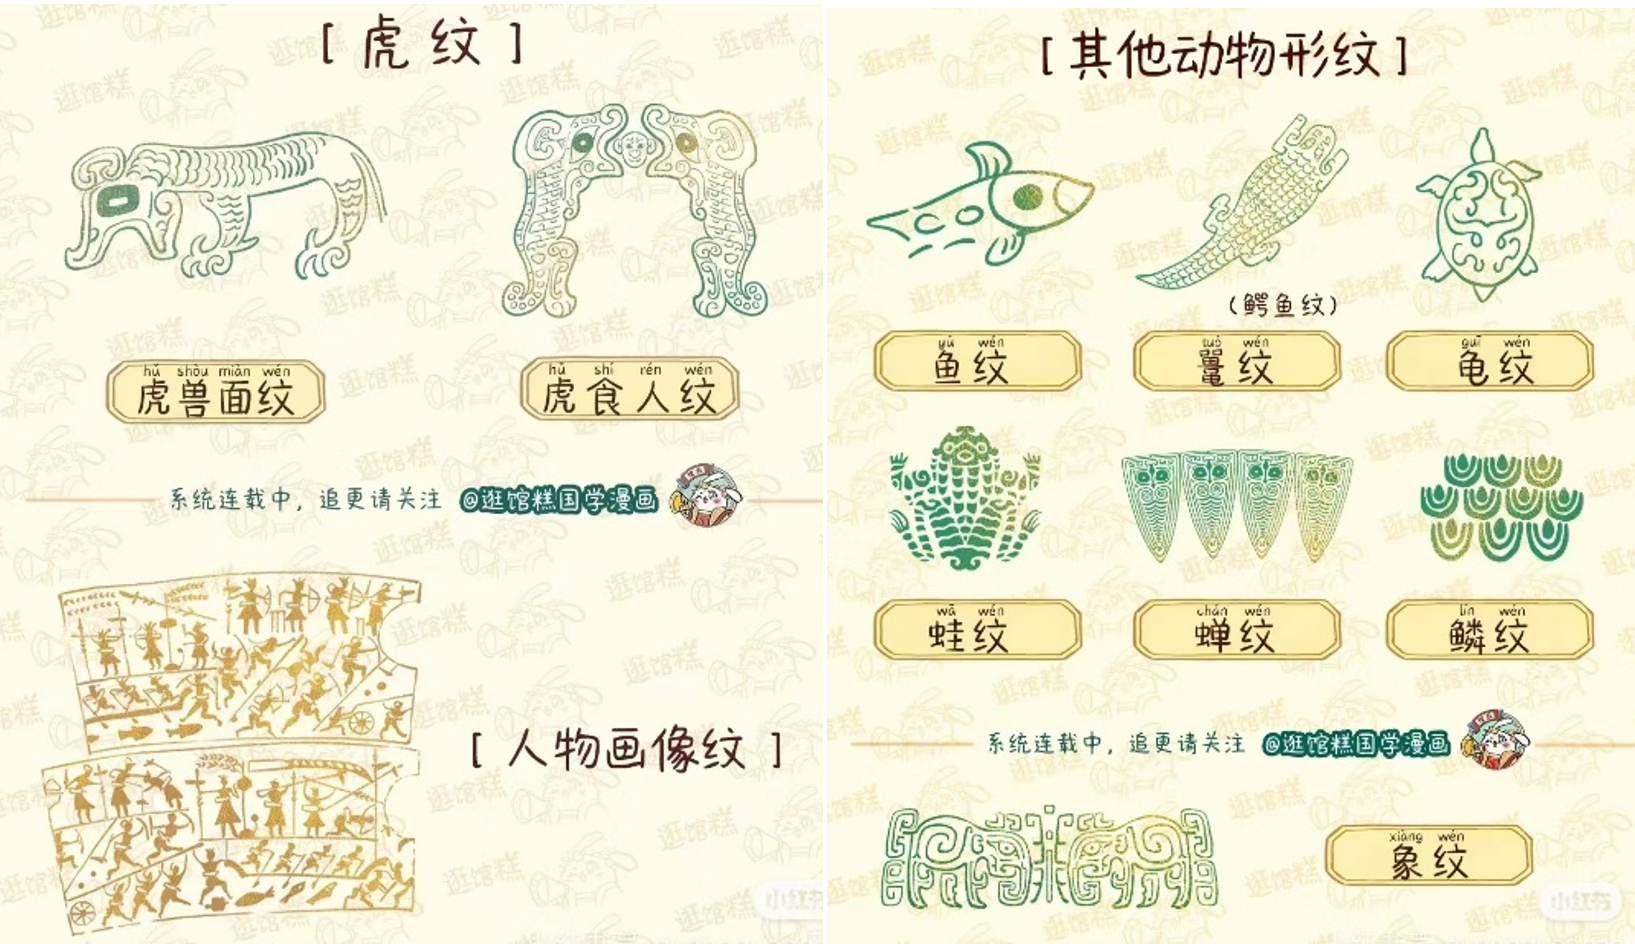 [ 虎纹 ]
hǔ shòu miàn wén
虎兽面纹
hǔ shí rén wén
虎食人纹
系统连载中，追更请关注 @逛馆糕国学漫画
[ 人物画像纹 ]
[ 其他动物形纹 ]
(鳄鱼纹)
yú wén
鱼纹
tuó wén
鼍纹
guī wén
龟纹
wā wén
蛙纹
chán wén
蝉纹
lín wén
鳞纹
系统连载中，追更请关注 @逛馆糕国学漫画
xiàng wén
象纹
小红书
小红书
逛馆糕